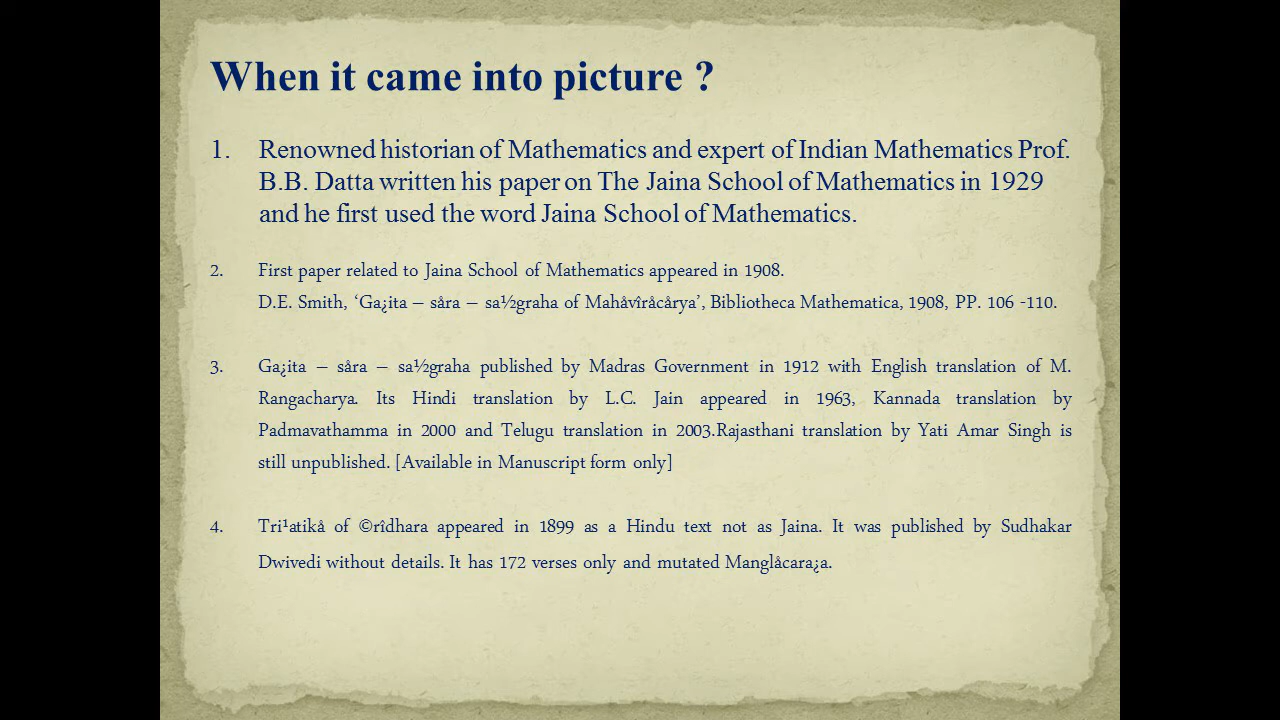 When it came into picture ?
1. Renowned historian of Mathematics and expert of Indian Mathematics Prof.
B.B. Datta written his paper on The Jaina School of Mathematics in 1929
and he first used the word Jaina School of Mathematics.
2. First paper related to Jaina School of Mathematics appeared in 1908.
D.E. Smith, ‘Ga¿ita – såra – sa½graha of Mahåvîråcårya’, Bibliotheca Mathematica, 1908, PP. 106 -110.
3. Ga¿ita – såra – sa½graha published by Madras Government in 1912 with English translation of M.
Rangacharya. Its Hindi translation by L.C. Jain appeared in 1963, Kannada translation by
Padmavathamma in 2000 and Telugu translation in 2003.Rajasthani translation by Yati Amar Singh is
still unpublished. [Available in Manuscript form only]
4. Tri¹atikå of ©rîdhara appeared in 1899 as a Hindu text not as Jaina. It was published by Sudhakar
Dwivedi without details. It has 172 verses only and mutated Manglåcara¿a.